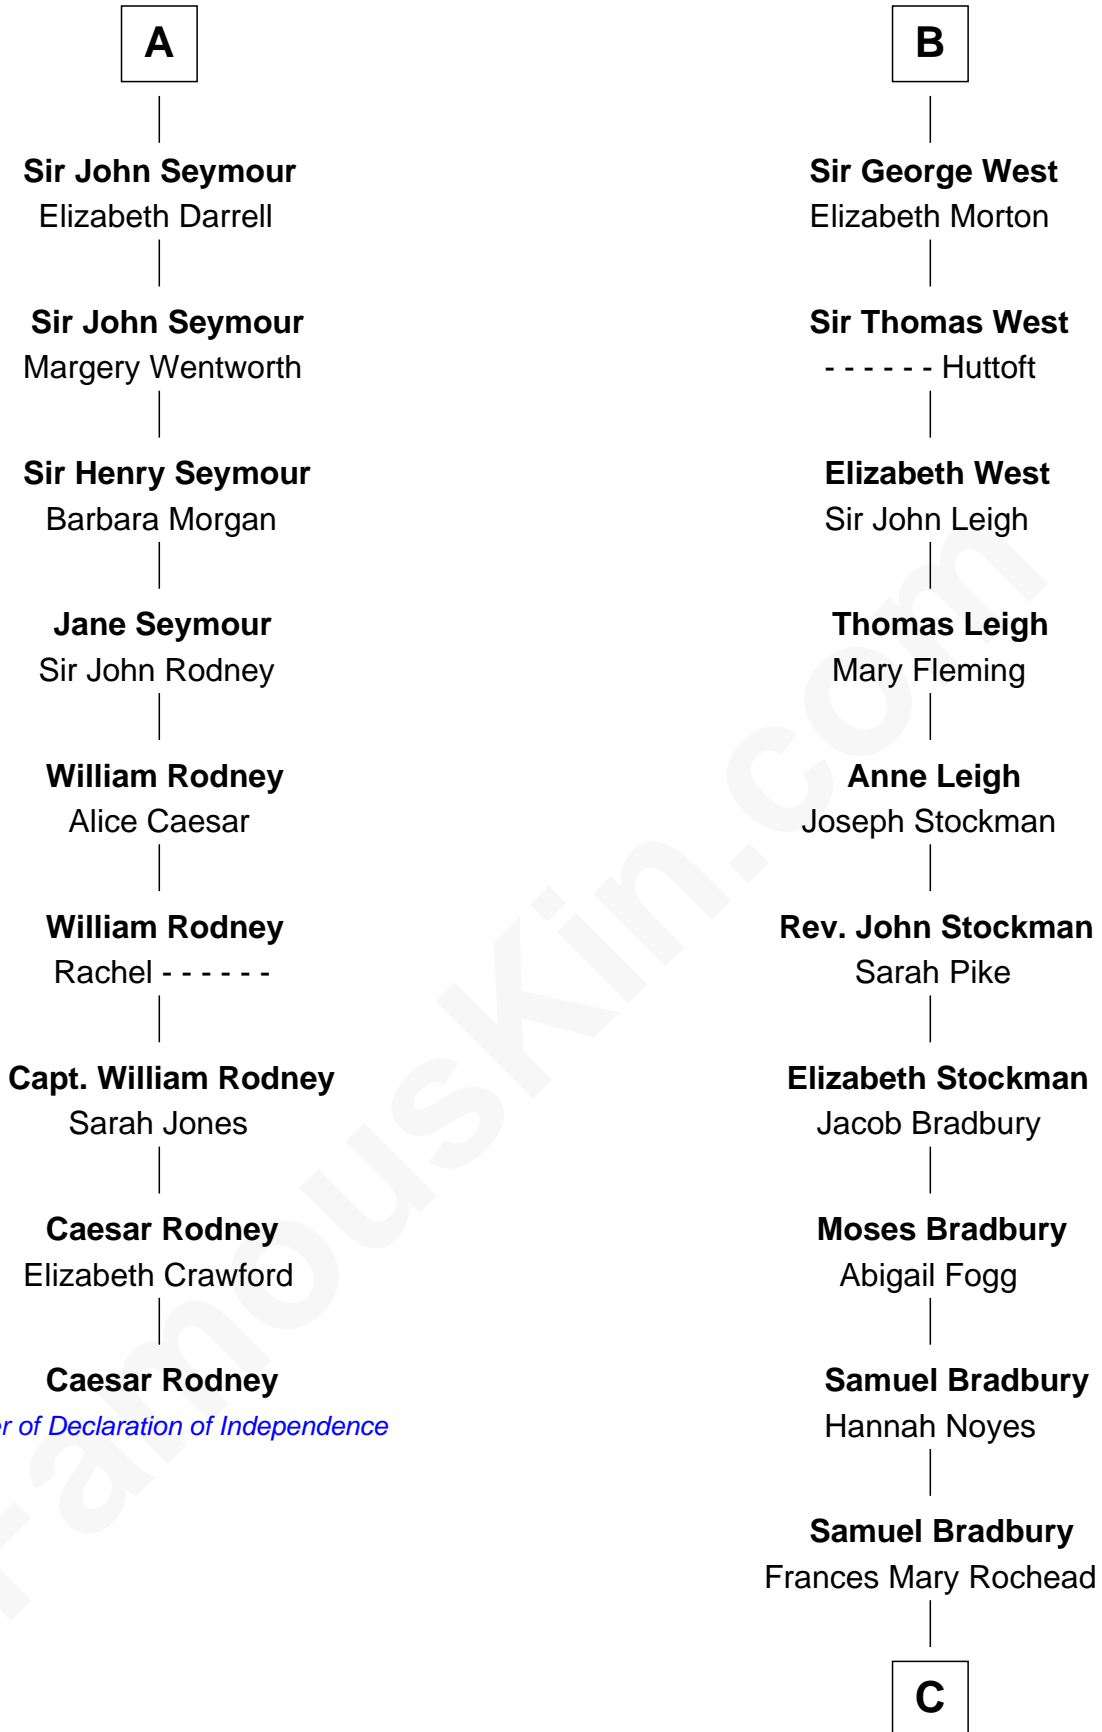 A
Sir John Seymour
Elizabeth Darrell
Sir John Seymour
Margery Wentworth
Sir Henry Seymour
Barbara Morgan
Jane Seymour
Sir John Rodney
William Rodney
Alice Caesar
William Rodney
Rachel - - - - - -
Capt. William Rodney
Sarah Jones
Caesar Rodney
Elizabeth Crawford
Caesar Rodney
of Declaration of Independence
B
Sir George West
Elizabeth Morton
Sir Thomas West
- - - - - - Huttoft
Elizabeth West
Sir John Leigh
Thomas Leigh
Mary Fleming
Anne Leigh
Joseph Stockman
Rev. John Stockman
Sarah Pike
Elizabeth Stockman
Jacob Bradbury
Moses Bradbury
Abigail Fogg
Samuel Bradbury
Hannah Noyes
Samuel Bradbury
Frances Mary Rochead
C
FamousKin.com